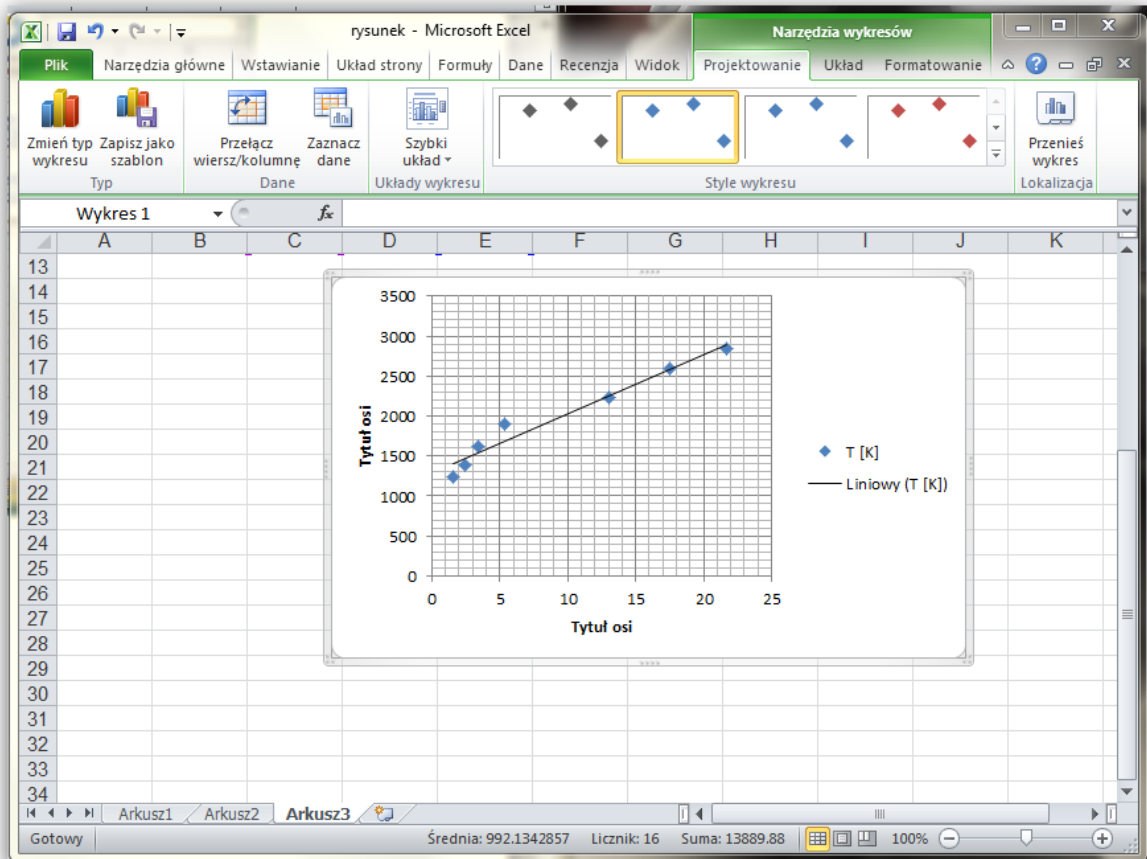 rysunek - Microsoft Excel
Narzędzia wykresów
Plik Narzędzia główne Wstawianie Układ strony Formuły Dane Recenzja Widok Projektowanie Układ Formatowanie
Zmień typ wykresu
Zapisz jako szablon
Przełącz wiersz/kolumnę
Zaznacz dane
Szybki układ
Przenieś wykres
Typ Dane Układy wykresu Style wykresu Lokalizacja
Wykres 1 fx
A B C D E F G H I J K
13
14
15
16
17
18
19
20
21
22
23
24
25
26
27
28
29
30
31
32
33
34
3500
3000
2500
2000
1500
1000
500
0
0 5 10 15 20 25
Tytuł osi
Tytuł osi
T [K]
Liniowy (T [K])
Arkusz1 Arkusz2 Arkusz3
Gotowy Średnia: 992.1342857 Licznik: 16 Suma: 13889.88 100%